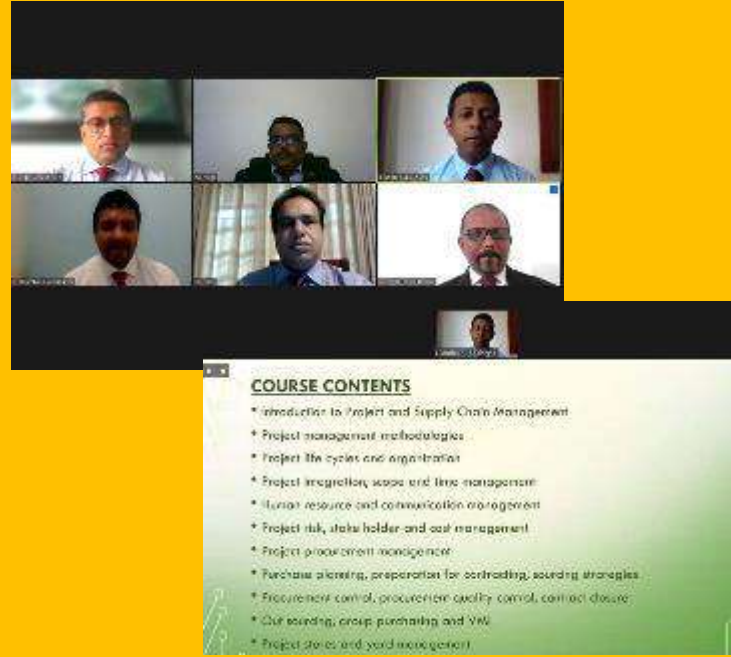 COURSE CONTENTS
* Introduction to Project and Supply Chain Management
* Project management methodologies
* Project life cycles and organization
* Project integration, scope and time management
* Human resource and communication management
* Project risk, stake holder and cost management
* Project procurement management
* Purchase planning, preparation for contracting, sourcing strategies
* Procurement control, procurement quality control, contract closure
* Out sourcing, group purchasing and VMI
* Project stores and yard management